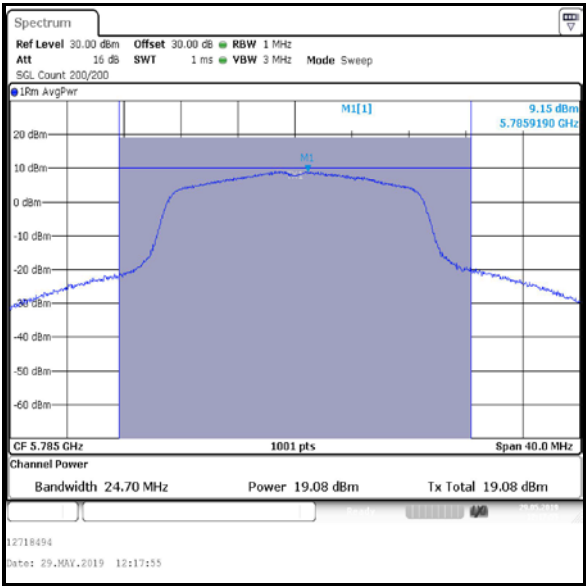 Spectrum
Ref Level 30.00 dBm Offset 30.00 dB RBW 1 MHz
Att 16 dB SWT 1 ms VBW 3 MHz Mode Sweep
SGL Count 200/200
1Rm AvgPwr
M1[1] 9.15 dBm
5.7859190 GHz
20 dBm
M1
10 dBm
0 dBm
-10 dBm
-20 dBm
-30 dBm
-40 dBm
-50 dBm
-60 dBm
CF 5.785 GHz 1001 pts Span 40.0 MHz
Channel Power
Bandwidth 24.70 MHz Power 19.08 dBm Tx Total 19.08 dBm
Ready 29.05.2019
12718494
Date: 29.MAY.2019 12:17:55